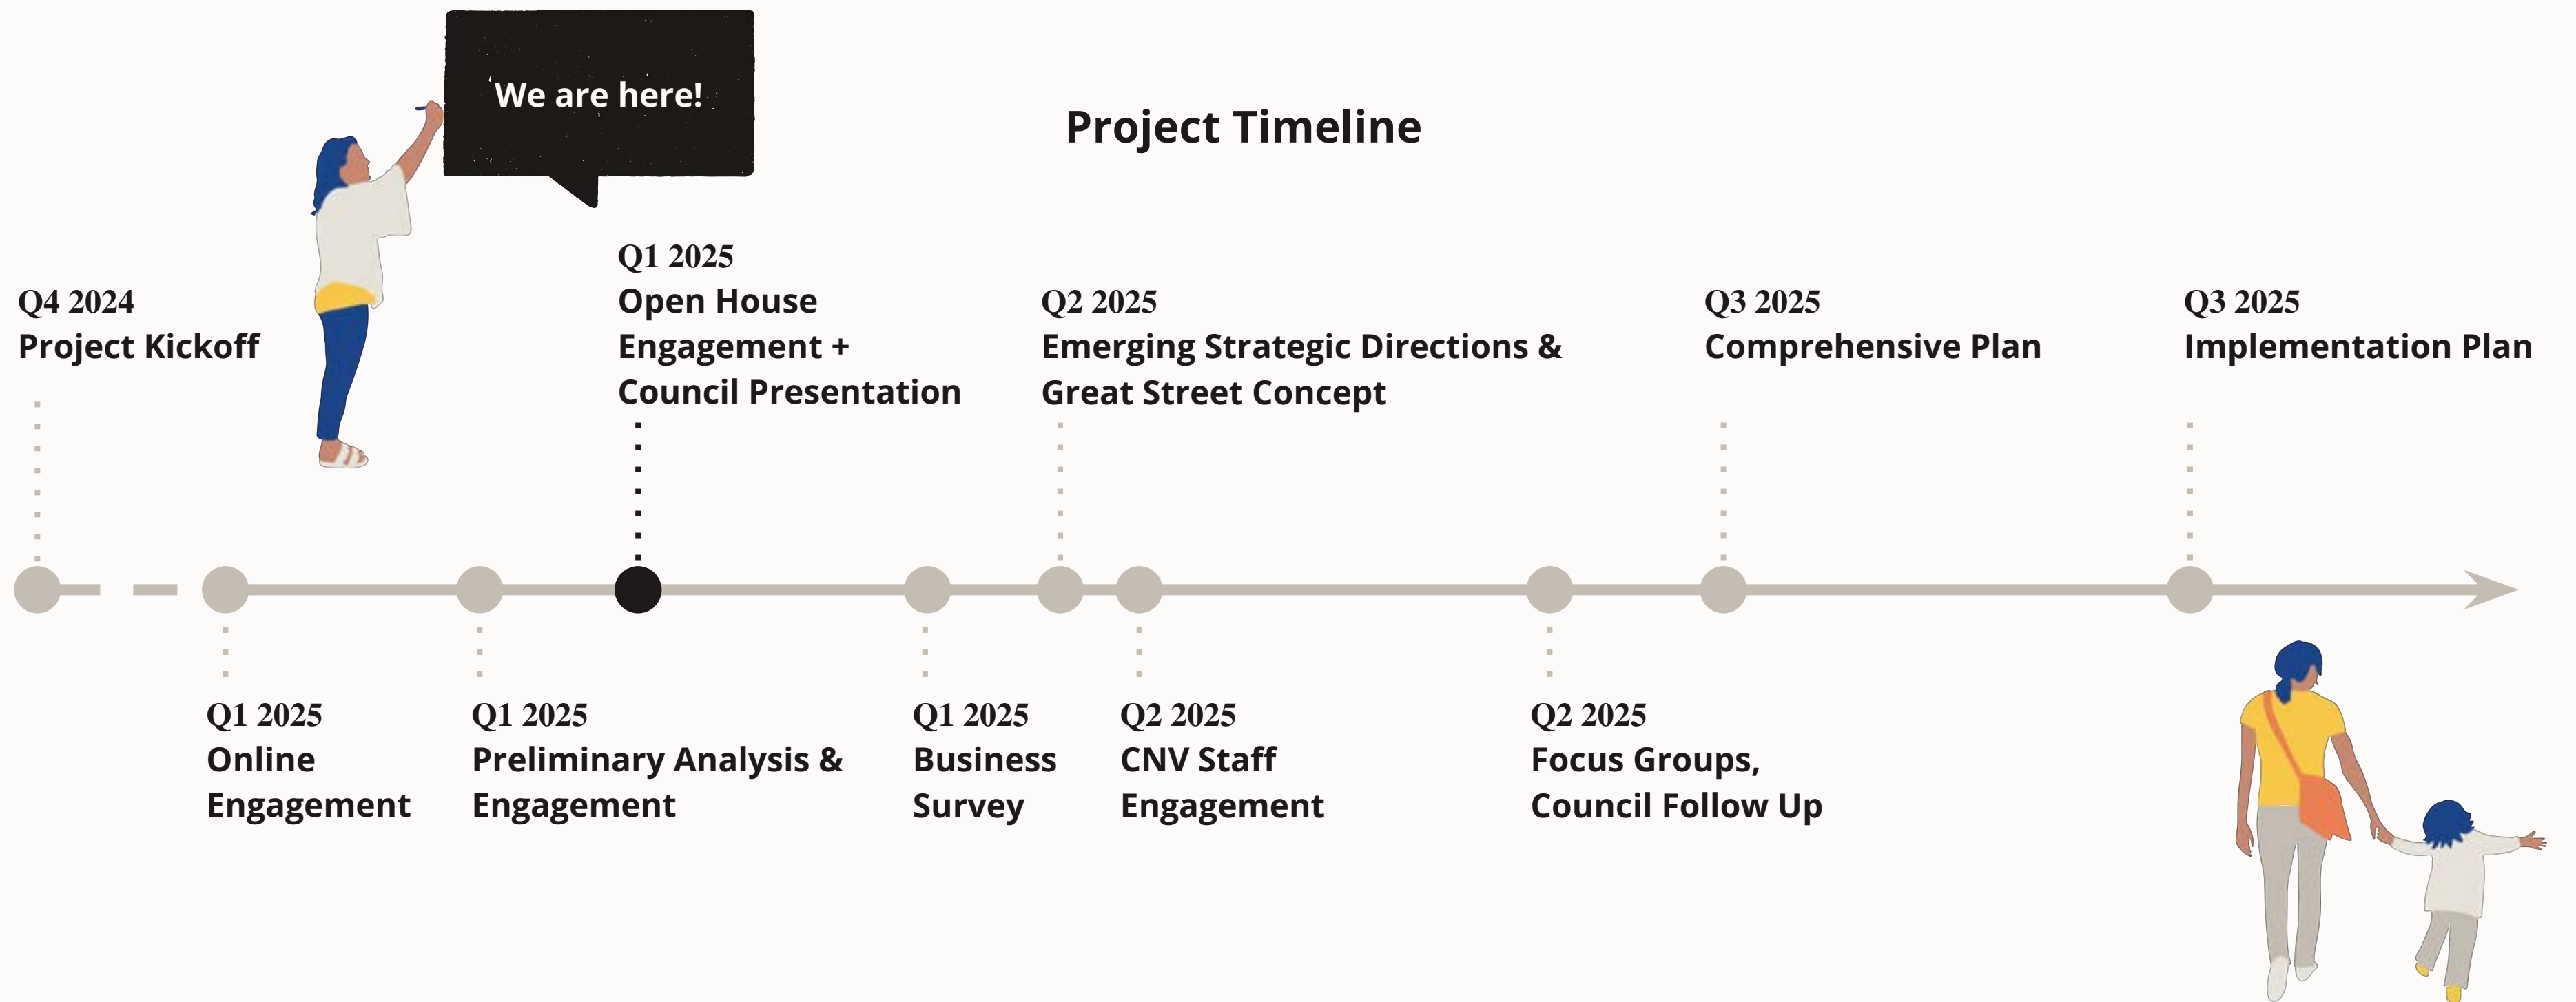 We are here!
Project Timeline
Q4 2024
Project Kickoff
Q1 2025
Open House
Engagement +
Council Presentation
Q2 2025
Emerging Strategic Directions &
Great Street Concept
Q3 2025
Comprehensive Plan
Q3 2025
Implementation Plan
Q1 2025
Online
Engagement
Q1 2025
Preliminary Analysis &
Engagement
Q1 2025
Business
Survey
Q2 2025
CNV Staff
Engagement
Q2 2025
Focus Groups,
Council Follow Up